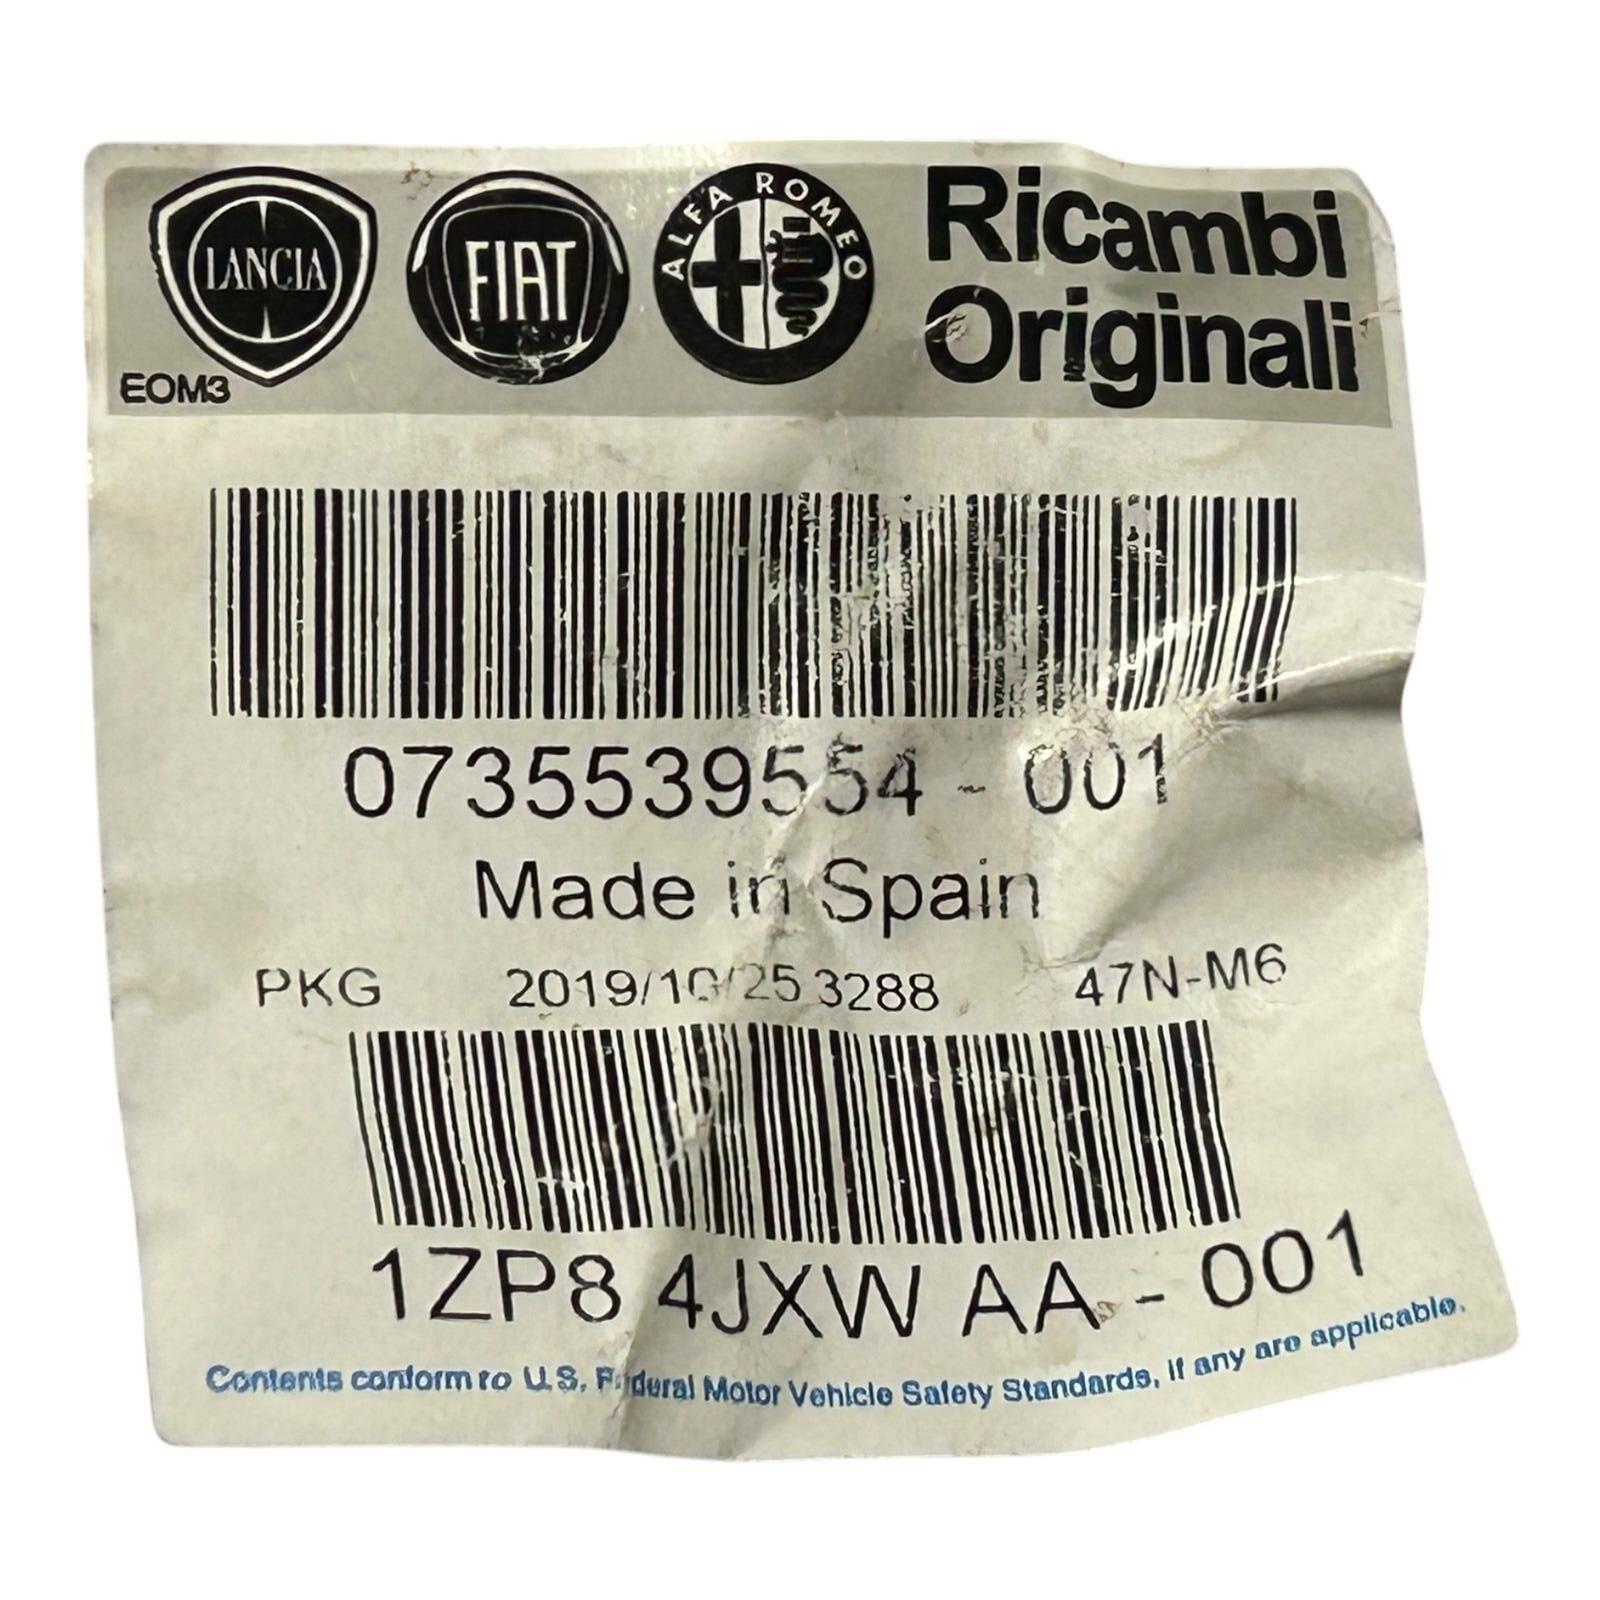 LANCIA FIAT ALFA ROMEO Ricambi
Originali
EOM3
0735539554 - 001
Made in Spain
PKG 2019/10/25 3288 47N-M6
1ZP8 4JXW AA - 001
Contents conform to U.S. Federal Motor Vehicle Safety Standards, if any are applicable.